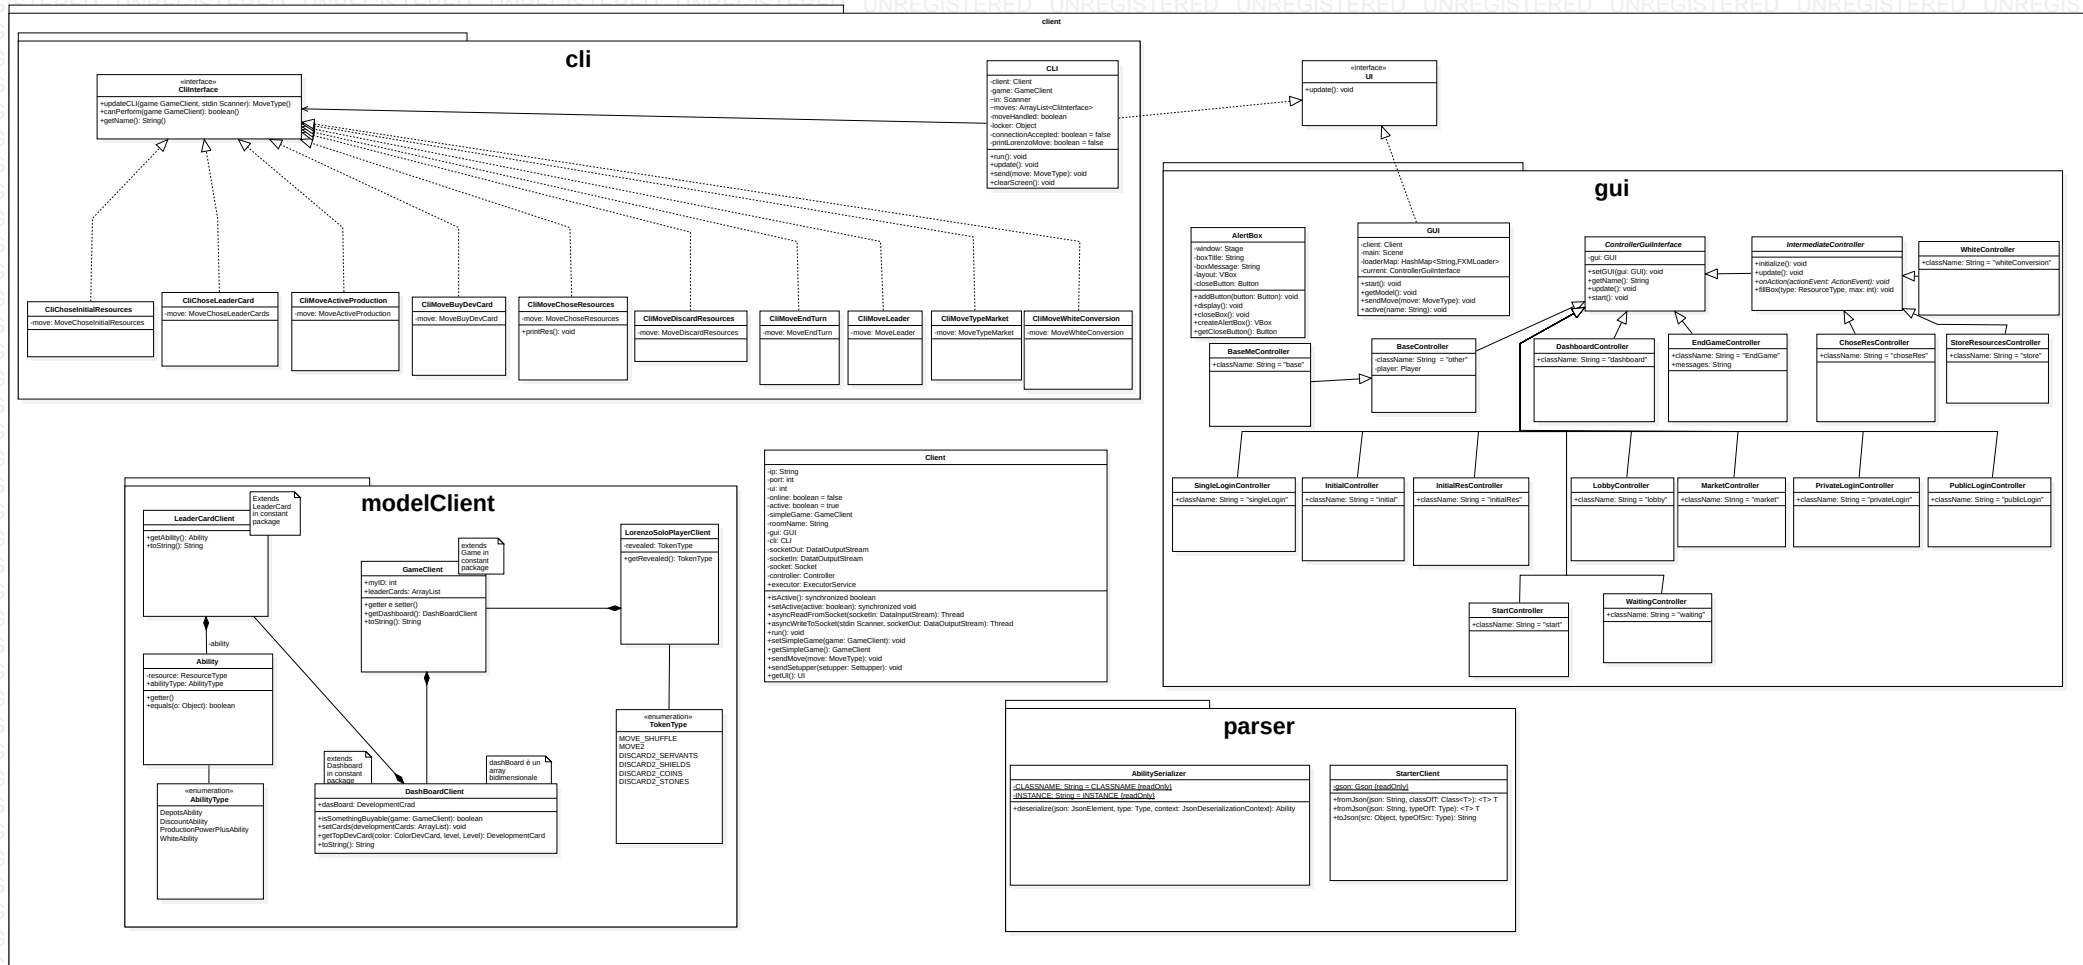 UNREGISTERED UNREGISTERED UNREGISTERED UNREGISTERED UNREGISTERED UNREGISTERED UNREGISTERED
client
cli
«interface»
CliInterface
+updateCLI(game GameClient, stdin Scanner): MoveType()
+canPerform(game GameClient): boolean()
+getName(): String()
CLI
-client: Client
-game: GameClient
~in: Scanner
~moves: ArrayList<CliInterface>
-moveHandled: boolean
-locker: Object
-connectionAccepted: boolean = false
-printLorenzoMove: boolean = false
+run(): void
+update(): void
+send(move: MoveType): void
+clearScreen(): void
CliChoseInitialResources
-move: MoveChoseInitialResources
CliChoseLeaderCard
-move: MoveChoseLeaderCards
CliMoveActiveProduction
-move: MoveActiveProduction
CliMoveBuyDevCard
-move: MoveBuyDevCard
CliMoveChoseResources
-move: MoveChoseResources
+printRes(): void
CliMoveDiscardResources
-move: MoveDiscardResources
CliMoveEndTurn
-move: MoveEndTurn
CliMoveLeader
-move: MoveLeader
CliMoveTypeMarket
-move: MoveTypeMarket
CliMoveWhiteConversion
-move: MoveWhiteConversion
«interface»
UI
+update(): void
gui
AlertBox
-window: Stage
-boxTitle: String
-boxMessage: String
-layout: VBox
-closeButton: Button
+addButton(button: Button): void
+display(): void
+closeBox(): void
+createAlertBox(): VBox
+getCloseButton(): Button
GUI
-client: Client
-main: Scene
-loaderMap: HashMap<String,FXMLoader>
-current: ControllerGuiInterface
+start(): void
+getModel(): void
+sendMove(move: MoveType): void
+active(name: String): void
ControllerGuiInterface
-gui: GUI
+setGUI(gui: GUI): void
+getName(): String
+update(): void
+start(): void
IntermediateController
+initialize(): void
+update(): void
+onAction(actionEvent: ActionEvent): void
+fillBox(type: ResourceType, max: int): void
WhiteController
+className: String = "whiteConversion"
BaseMeController
+className: String = "base"
BaseController
-className: String = "other"
-player: Player
DashboardController
+className: String = "dashboard"
EndGameController
+className: String = "EndGame"
+messages: String
ChoseResController
+className: String = "choseRes"
StoreResourcesController
+className: String = "store"
SingleLoginController
+className: String = "singleLogin"
InitialController
+className: String = "initial"
InitialResController
+className: String = "initialRes"
LobbyController
+className: String = "lobby"
MarketController
+className: String = "market"
PrivateLoginController
+className: String = "privateLogin"
PublicLoginController
+className: String = "publicLogin"
StartController
+className: String = "start"
WaitingController
+className: String = "waiting"
modelClient
LeaderCardClient
+getAbility(): Ability
+toString(): String
Extends
LeaderCard
in constant
package
-ability
Ability
-resource: ResourceType
+abilityType: AbilityType
+getter()
+equals(o: Object): boolean
«enumeration»
AbilityType
DepotsAbility
DiscountAbility
ProductionPowerPlusAbility
WhiteAbility
GameClient
+myID: int
+leaderCards: ArrayList
+getter e setter()
+getDashboard(): DashBoardClient
+toString(): String
extends
Game in
constant
package
LorenzoSoloPlayerClient
-revealed: TokenType
+getRevealed(): TokenType
«enumeration»
TokenType
MOVE_SHUFFLE
MOVE2
DISCARD2_SERVANTS
DISCARD2_SHIELDS
DISCARD2_COINS
DISCARD2_STONES
extends
Dashboard
in constant
package
dashBoard è un
array
bidimensionale
DashBoardClient
+dasBoard: DevelopmentCrad
+isSomethingBuyable(game: GameClient): boolean
+setCards(developmentCards: ArrayList): void
+getTopDevCard(color: ColorDevCard, level, Level): DevelopmentCard
+toString(): String
Client
-ip: String
-port: int
-ui: int
-online: boolean = false
-active: boolean = true
-simpleGame: GameClient
-roomName: String
-gui: GUI
-cli: CLI
-socketOut: DatatOutputStream
-socketIn: DatatOutputStream
-socket: Socket
-controller: Controller
+executor: ExecutorService
+isActive(): synchronized boolean
+setActive(active: boolean): synchronized void
+asyncReadFromSocket(socketIn: DataInputStream): Thread
+asyncWriteToSocket(stdin Scanner, socketOut: DataOutputStream): Thread
+run(): void
+setSimpleGame(game: GameClient): void
+getSimpleGame(): GameClient
+sendMove(move: MoveType): void
+sendSetupper(setupper: Settupper): void
+getUI(): UI
parser
AbilitySerializer
-CLASSNAME: String = CLASSNAME {readOnly}
-INSTANCE: String = INSTANCE {readOnly}
+deserialize(json: JsonElement, type: Type, context: JsonDeserializationContext): Ability
StarterClient
-gson: Gson {readonly}
+fromJson(json: String, classOfT: Class<T>): <T> T
+fromJson(json: String, typeOfT: Type): <T> T
+toJson(src: Object, typeOfSrc: Type): String